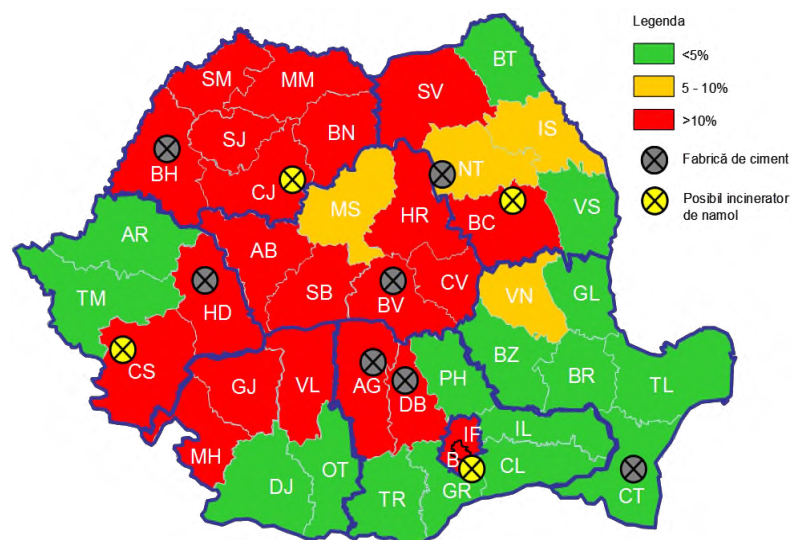 Legenda
<5%
5 - 10%
>10%
Fabrică de ciment
Posibil incinerator
de namol
BT
SM
MM
SV
IS
SJ
BN
BH
NT
CJ
MS
HR
BC
VS
AR
AB
TM
HD
SB
BV
CV
VN
GL
CS
GJ
VL
AG
DB
PH
BZ
BR
TL
MH
IF
B
IL
DJ
OT
TR
GR
CL
CT